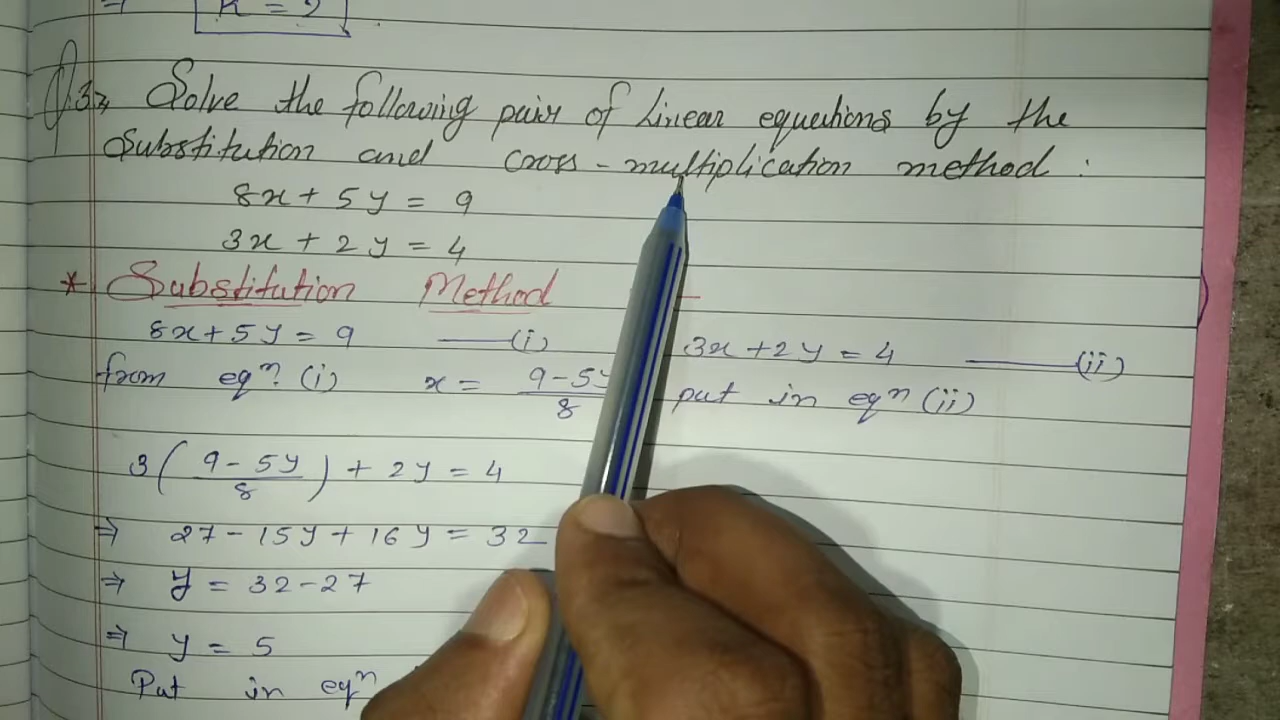 K = 2
Q.3, Solve the following pair of Linear equations by the
Substitution and cross-multiplication method :
8x + 5y = 9
3x + 2y = 4
* Substitution Method
8x + 5y = 9 ——(i) 3x + 2y = 4 ——(ii)
from eqⁿ. (i) x = (9 - 5y)/8 put in eqⁿ (ii)
3 ( (9 - 5y)/8 ) + 2y = 4
⇒ 27 - 15y + 16y = 32
⇒ y = 32 - 27
⇒ y = 5
Put in eqⁿ